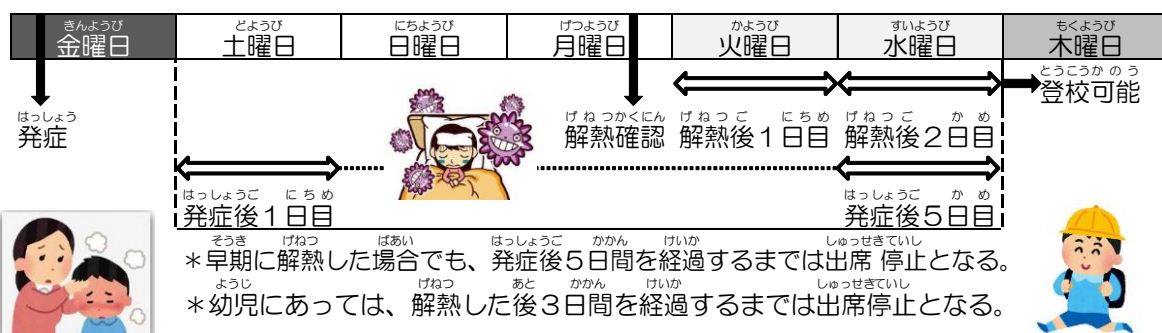 きんようび どようび にちようび げつようび かようび すいようび もくようび
金曜日 土曜日 日曜日 月曜日 火曜日 水曜日 木曜日
とうこうかのう
登校可能
はっしょう
発症
げねつかくにん げねつご にちめ げねつご かめ
解熱確認 解熱後1日目 解熱後2日目
はっしょうご にちめ はっしょうご かめ
発症後1日目 発症後5日目
そうき げねつ ばあい はっしょうご かかん けいか しゅっせきていし
*早期に解熱した場合でも、発症後5日間を経過するまでは出席 停止となる。
ようじ げねつ あと かかん けいか しゅっせきていし
*幼児にあっては、解熱した後3日間を経過するまでは出席停止となる。